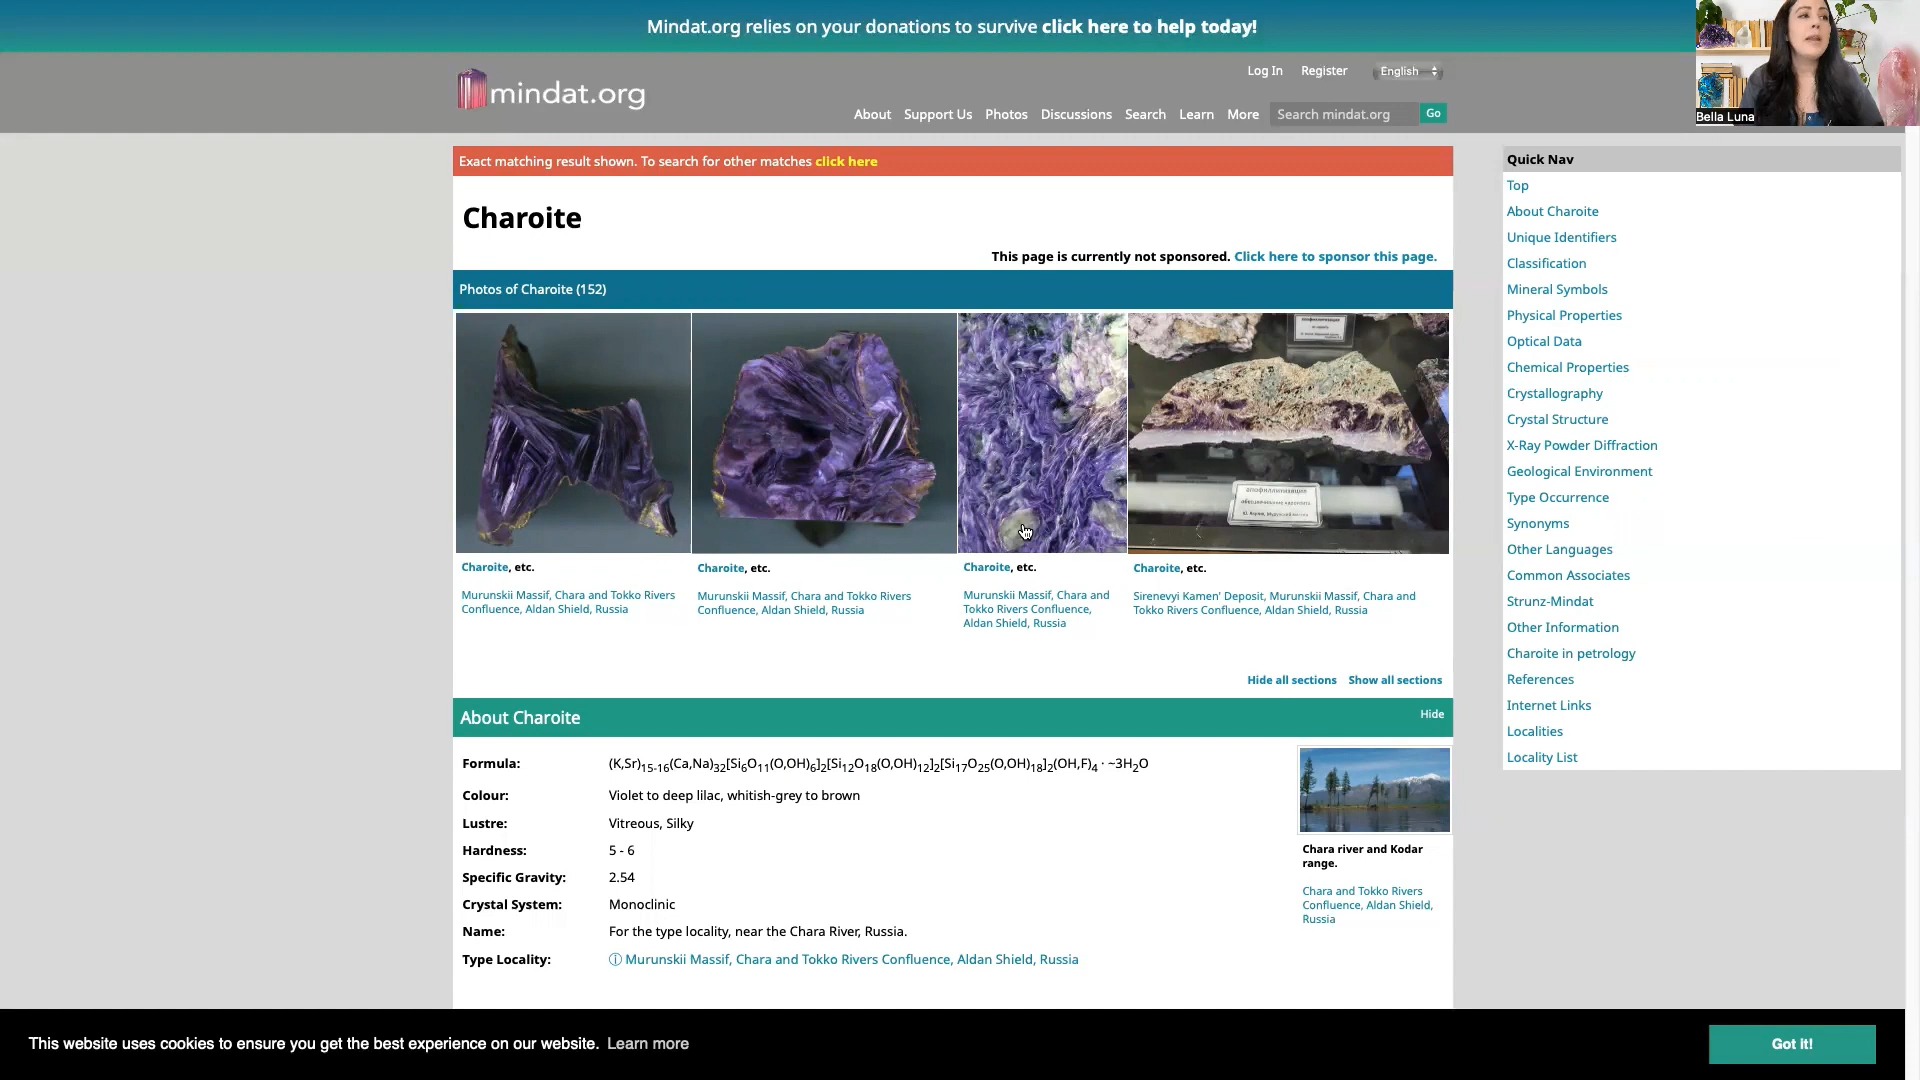 Mindat.org relies on your donations to survive click here to help today!
mindat.org
Log In Register English
About Support Us Photos Discussions Search Learn More Search mindat.org Go
Bella Luna
Exact matching result shown. To search for other matches click here
Charoite
This page is currently not sponsored. Click here to sponsor this page.
Photos of Charoite (152)
Charoite, etc.
Murunskii Massif, Chara and Tokko Rivers
Confluence, Aldan Shield, Russia
Charoite, etc.
Murunskii Massif, Chara and Tokko Rivers
Confluence, Aldan Shield, Russia
Charoite, etc.
Murunskii Massif, Chara and
Tokko Rivers Confluence,
Aldan Shield, Russia
Charoite, etc.
Sirenevyi Kamen' Deposit, Murunskii Massif, Chara and
Tokko Rivers Confluence, Aldan Shield, Russia
Hide all sections Show all sections
About Charoite Hide
Formula: (K,Sr)15-16(Ca,Na)32[Si6O11(O,OH)6]2[Si12O18(O,OH)12]2[Si17O25(O,OH)18]2(OH,F)4 · ~3H2O
Colour: Violet to deep lilac, whitish-grey to brown
Lustre: Vitreous, Silky
Hardness: 5 - 6
Specific Gravity: 2.54
Crystal System: Monoclinic
Name: For the type locality, near the Chara River, Russia.
Type Locality: ⓘ Murunskii Massif, Chara and Tokko Rivers Confluence, Aldan Shield, Russia
Chara river and Kodar
range.
Chara and Tokko Rivers
Confluence, Aldan Shield,
Russia
Quick Nav
Top
About Charoite
Unique Identifiers
Classification
Mineral Symbols
Physical Properties
Optical Data
Chemical Properties
Crystallography
Crystal Structure
X-Ray Powder Diffraction
Geological Environment
Type Occurrence
Synonyms
Other Languages
Common Associates
Strunz-Mindat
Other Information
Charoite in petrology
References
Internet Links
Localities
Locality List
This website uses cookies to ensure you get the best experience on our website. Learn more
Got it!